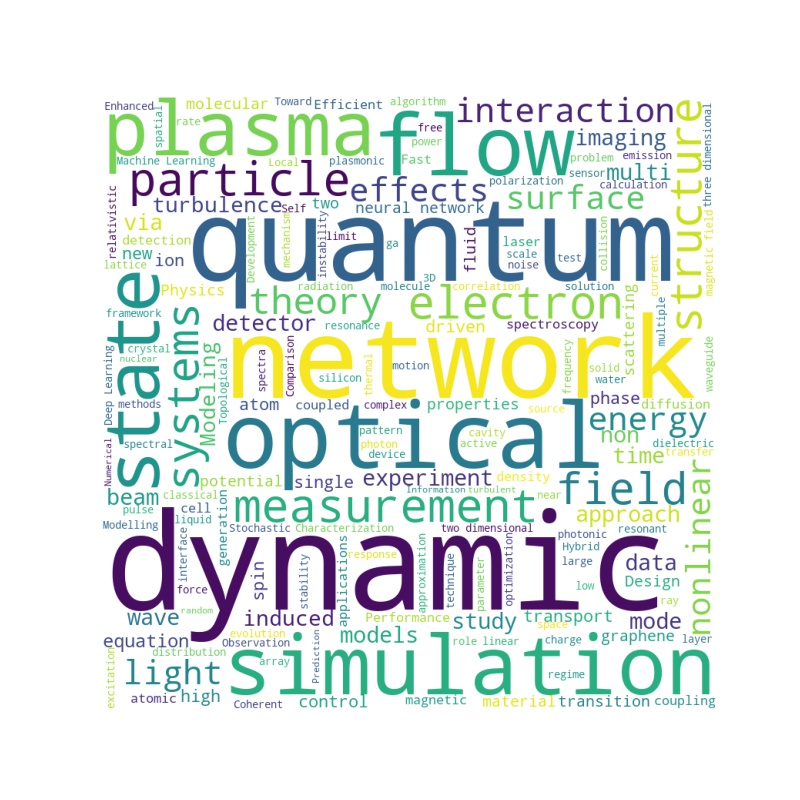 Enhanced molecular Toward Efficient algorithm
plasma flow interaction structure three dimensional
spatial rate free power
Machine Learning Local plasmonic Fast problem imaging emission
particle effects polarization sensor multi calculation
relativistic turbulence Self two neural network surface
via detection mechanism Development instability limit ga fluid laser scale noise test collision
quantum
new ion lattice radiation 3D molecule correlation solution current magnetic field
Physics theory electron scattering multiple
framework detector resonance driven spectroscopy
state systems network
crystal nuclear Modeling Topological spectra Comparison silicon thermal motion frequency solid water waveguide
Deep Learning methods atom coupled complex properties source phase diffusion
Numerical spectral optical energy
pattern photon device cavity active non dielectric
time transfer
potential single experiment density field
beam pulse classical Information turbulent near
cell liquid generation measurement approach nonlinear
Modelling Stochastic Characterization two dimensional photonic resonant
interface dynamic Hybrid
force spin stability applications response approximation technique parameter optimization large data
random low Design ray
wave induced Performance study transport mode
equation evolution Observation models role linear space charge graphene layer
distribution Prediction
excitation light array simulation regime
atomic high Coherent control magnetic material transition coupling